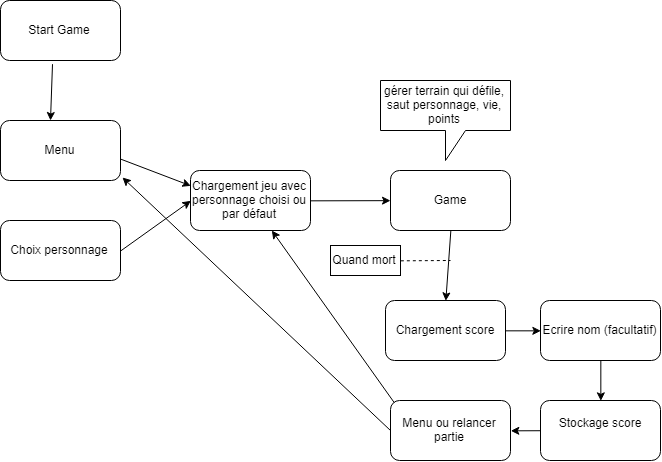 Start Game
gérer terrain qui défile,
saut personnage, vie,
points
Menu
Chargement jeu avec
personnage choisi ou
par défaut
Game
Choix personnage
Quand mort
Chargement score
Ecrire nom (facultatif)
Menu ou relancer
partie
Stockage score